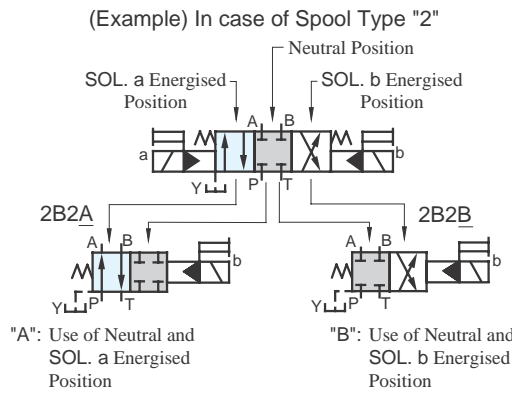 (Example) In case of Spool Type "2"
Neutral Position
SOL. a Energised
Position
SOL. b Energised
Position
A B
a b
Y P T
2B2A
2B2B
A B
b
Y P T
A B
b
Y P T
"A": Use of Neutral and
SOL. a Energised
Position
"B": Use of Neutral and
SOL. b Energised
Position